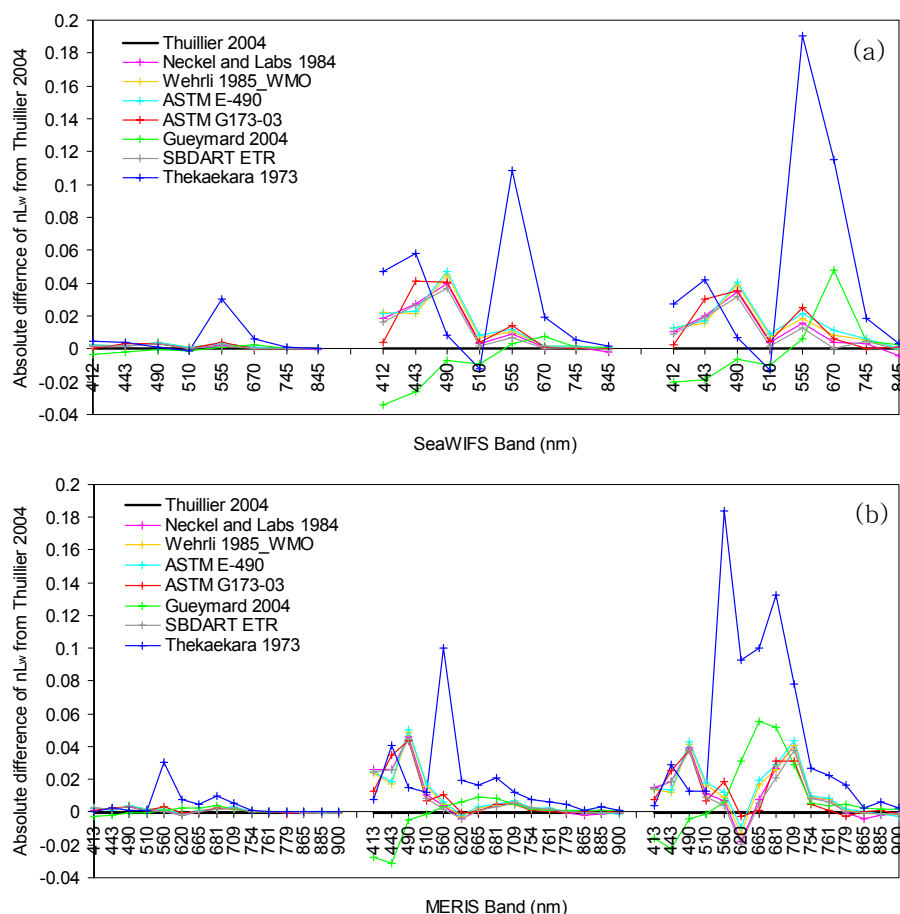 0.2
0.18
0.16
0.14
0.12
0.1
0.08
0.06
0.04
0.02
0
-0.02
-0.04
Absolute differnce of nLw from Thuillier 2004
Thuillier 2004
Neckel and Labs 1984
Wehrli 1985_WMO
ASTM E-490
ASTM G173-03
Gueymard 2004
SBDART ETR
Thekaekara 1973
(a)
412 443 490 510 555 670 745 845 412 443 490 510 555 670 745 845 412 443 490 510 555 670 745 845
SeaWIFS Band (nm)
0.2
0.18
0.16
0.14
0.12
0.1
0.08
0.06
0.04
0.02
0
-0.02
-0.04
Absolute difference of nLw from Thuillier 2004
Thuillier 2004
Neckel and Labs 1984
Wehrli 1985_WMO
ASTM E-490
ASTM G173-03
Gueymard 2004
SBDART ETR
Thekaekara 1973
(b)
413 443 490 510 560 620 665 681 709 754 761 779 865 885 900 413 443 490 510 560 620 665 681 709 754 761 779 865 885 900 413 443 490 510 560 620 665 681 709 754 761 779 865 885 900
MERIS Band (nm)